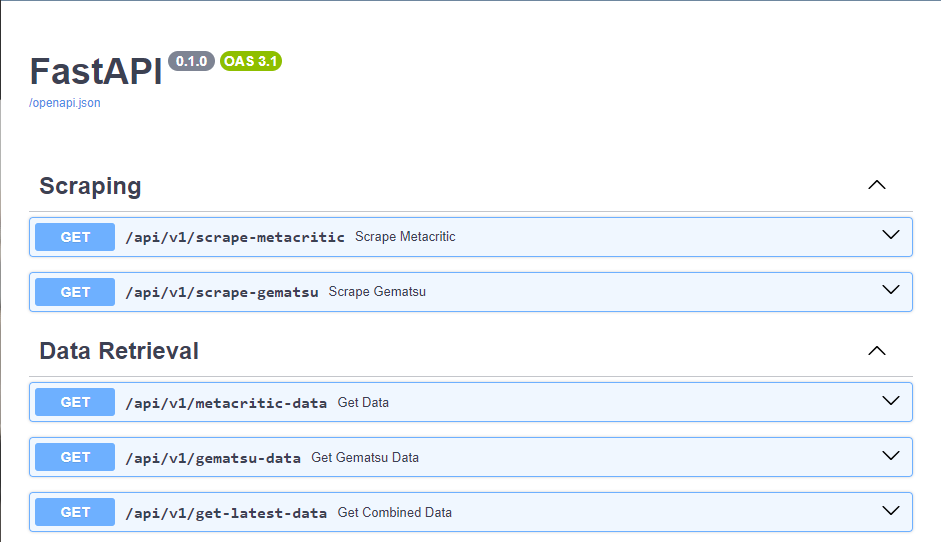 FastAPI 0.1.0 OAS 3.1
/openapi.json
Scraping
GET /api/v1/scrape-metacritic Scrape Metacritic
GET /api/v1/scrape-gematsu Scrape Gematsu
Data Retrieval
GET /api/v1/metacritic-data Get Data
GET /api/v1/gematsu-data Get Gematsu Data
GET /api/v1/get-latest-data Get Combined Data